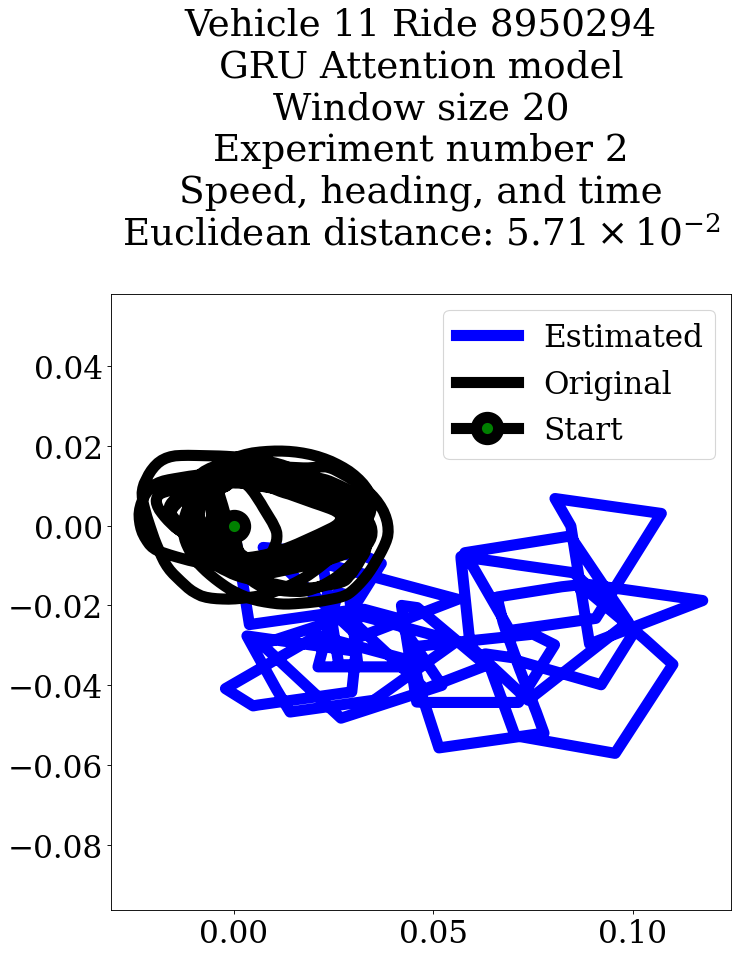 Vehicle 11 Ride 8950294
GRU Attention model
Window size 20
Experiment number 2
Speed, heading, and time
Euclidean distance: 5.71 × 10⁻²
Estimated
Original
Start
0.04
0.02
0.00
−0.02
−0.04
−0.06
−0.08
0.00 0.05 0.10